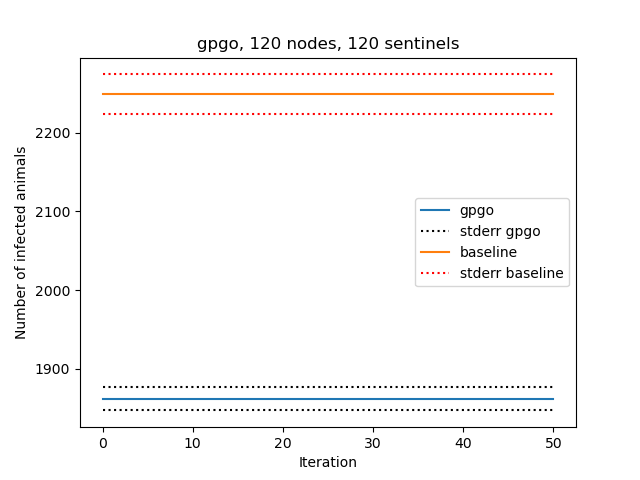 gpgo, 120 nodes, 120 sentinels
Number of infected animals
2200
2100
2000
1900
gpgo
stderr gpgo
baseline
stderr baseline
0 10 20 30 40 50
Iteration